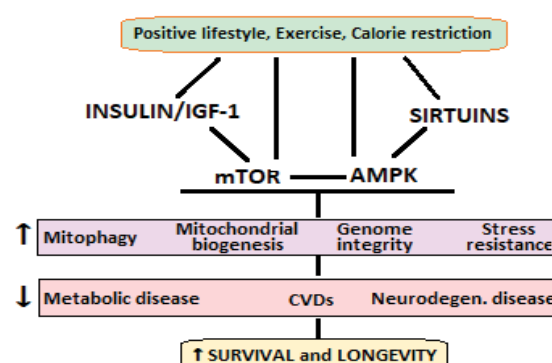 Positive lifestyle, Exercise, Calorie restriction
INSULIN/IGF-1
SIRTUINS
mTOR
AMPK
↑ Mitophagy
Mitochondrial
biogenesis
Genome
integrity
Stress
resistance
↓ Metabolic disease
CVDs
Neurodegen. disease
↑ SURVIVAL and LONGEVITY